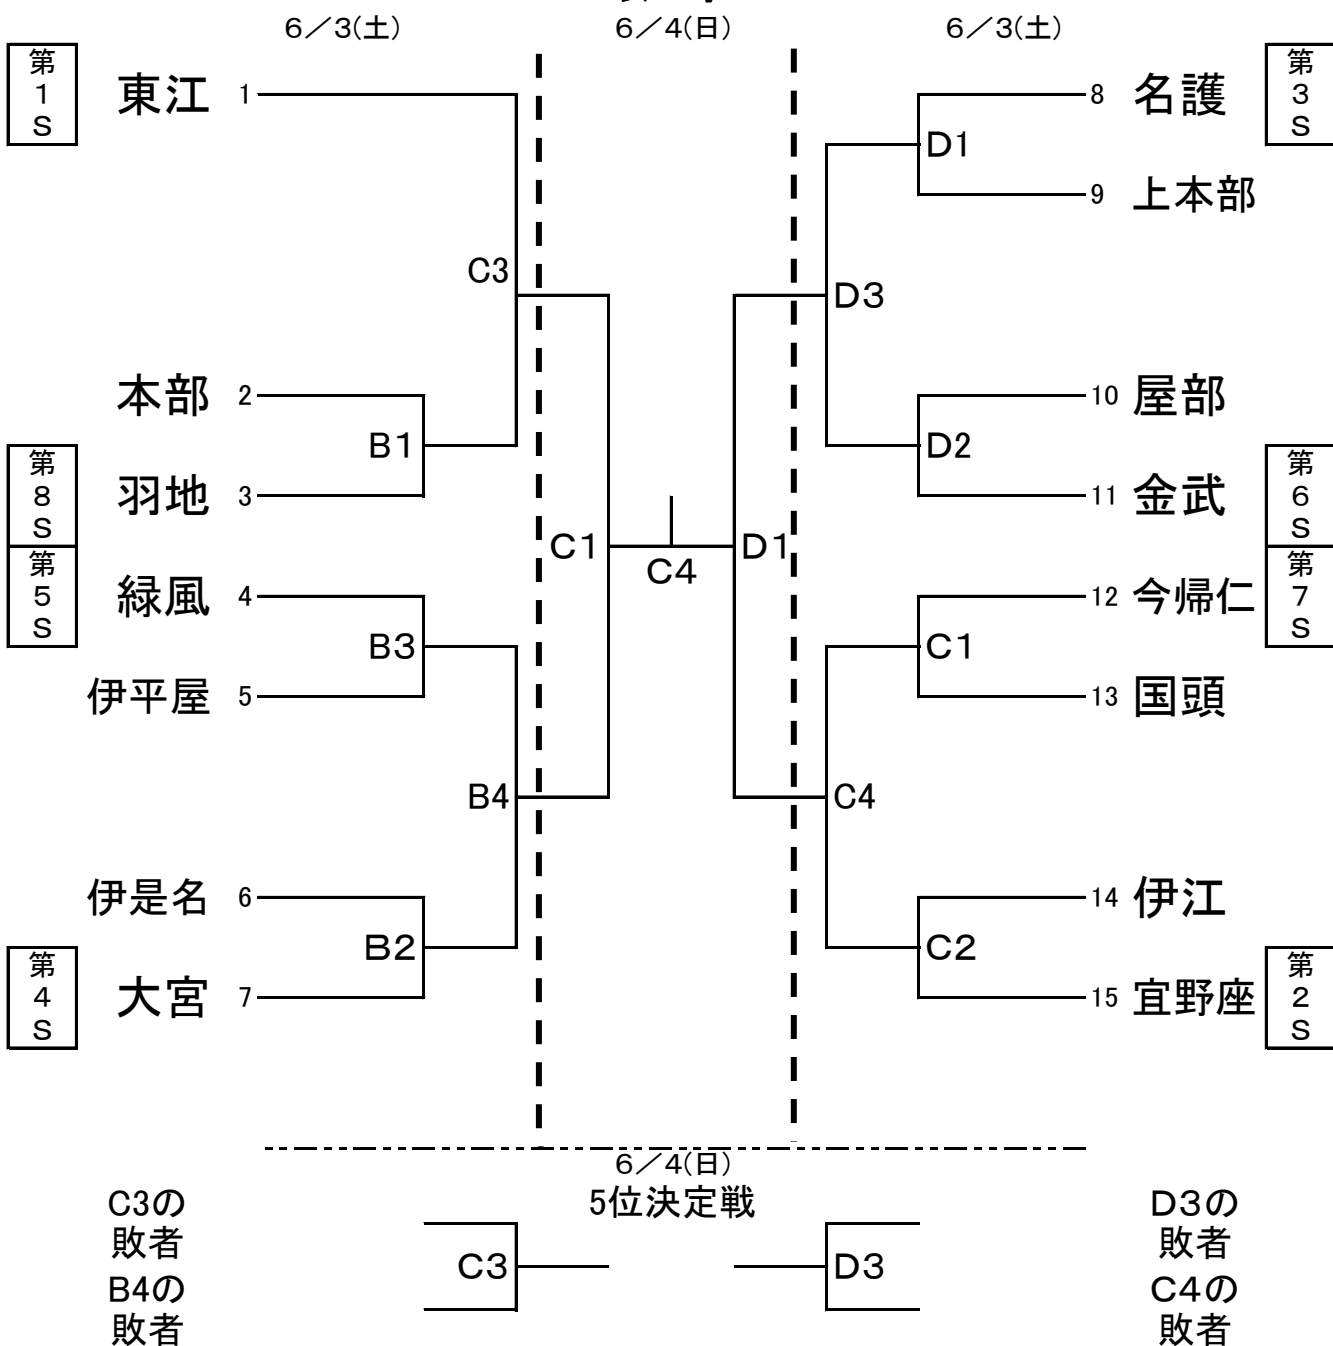 6／3(土)
6／4(日)
6／3(土)
第1S
東江 1
8 名護
第3S
D1
9 上本部
C3
D3
本部 2
10 屋部
B1
D2
第8S
羽地 3
11 金武
第6S
C1
C4
D1
第5S
緑風 4
12 今帰仁
第7S
B3
C1
伊平屋 5
13 国頭
B4
C4
伊是名 6
14 伊江
B2
C2
第4S
大宮 7
15 宜野座
第2S
6／4(日)
5位決定戦
C3の
敗者
B4の
敗者
C3
D3
D3の
敗者
C4の
敗者